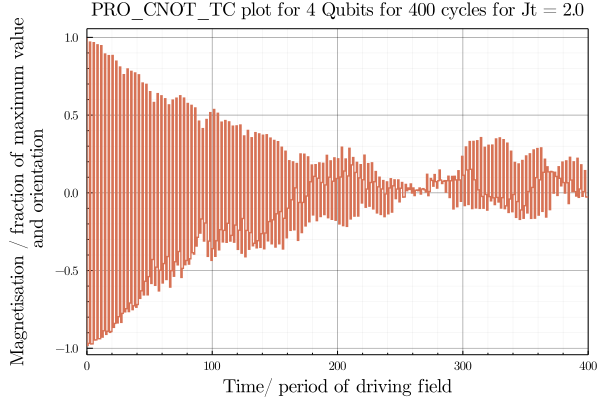 PRO_CNOT_TC plot for 4 Qubits for 400 cycles for Jt = 2.0
Magnetisation / fraction of maximum value
and orientation
1.0
0.5
0.0
−0.5
−1.0
0
100
200
300
400
Time/ period of driving field